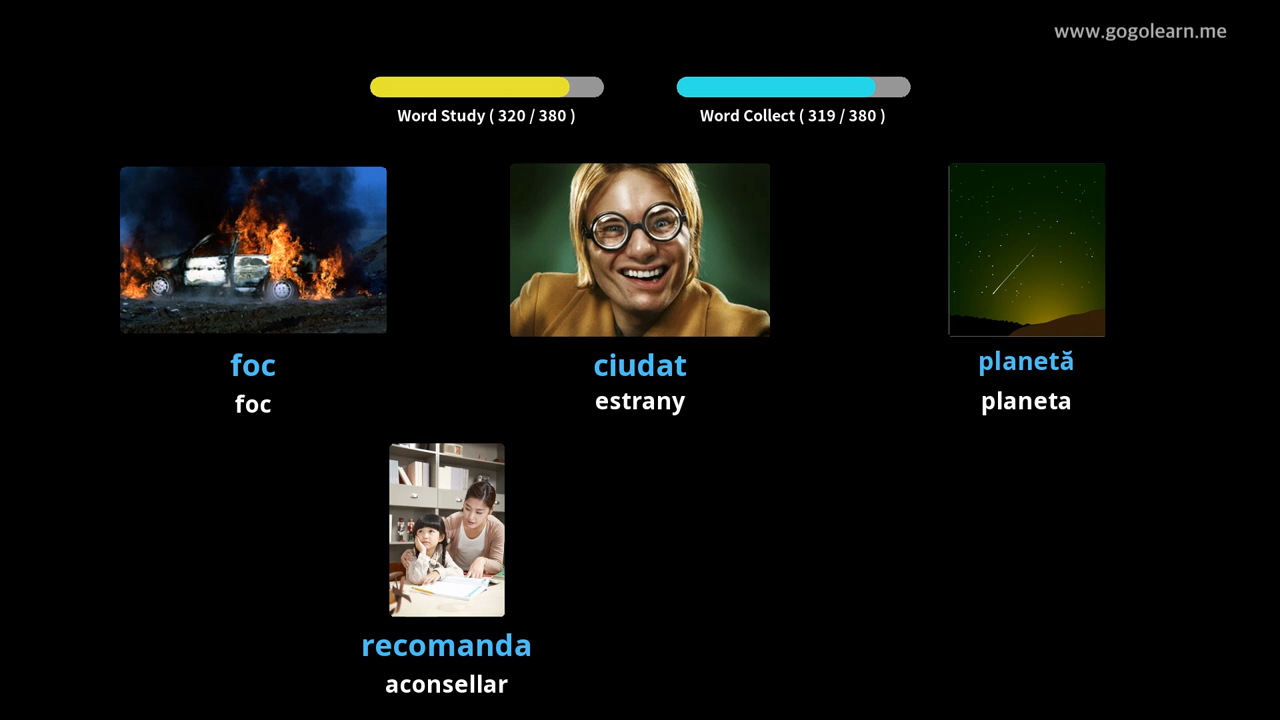 www.gogolearn.me
Word Study ( 320 / 380 )
Word Collect ( 319 / 380 )
foc
foc
ciudat
estrany
planetă
planeta
recomanda
aconsellar